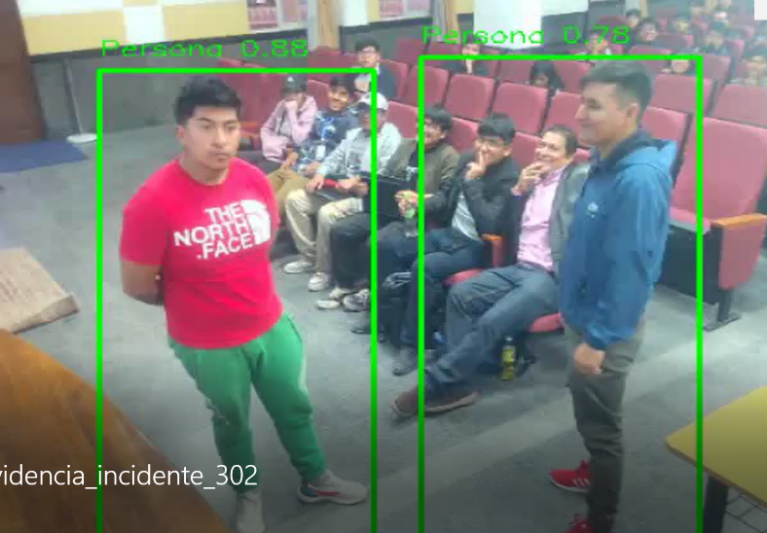 Persona 0.88
Persona 0.78
THE
NORTH
FACE
videncia_incidente_302